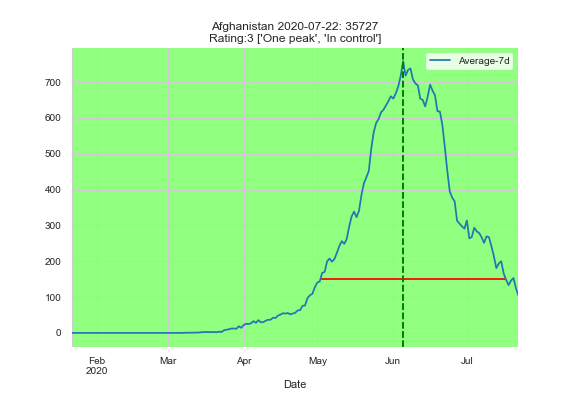 Afghanistan 2020-07-22: 35727
Rating:3 ['One peak', 'In control']
Average-7d
700
600
500
400
300
200
100
0
Feb
2020
Mar
Apr
May
Jun
Jul
Date